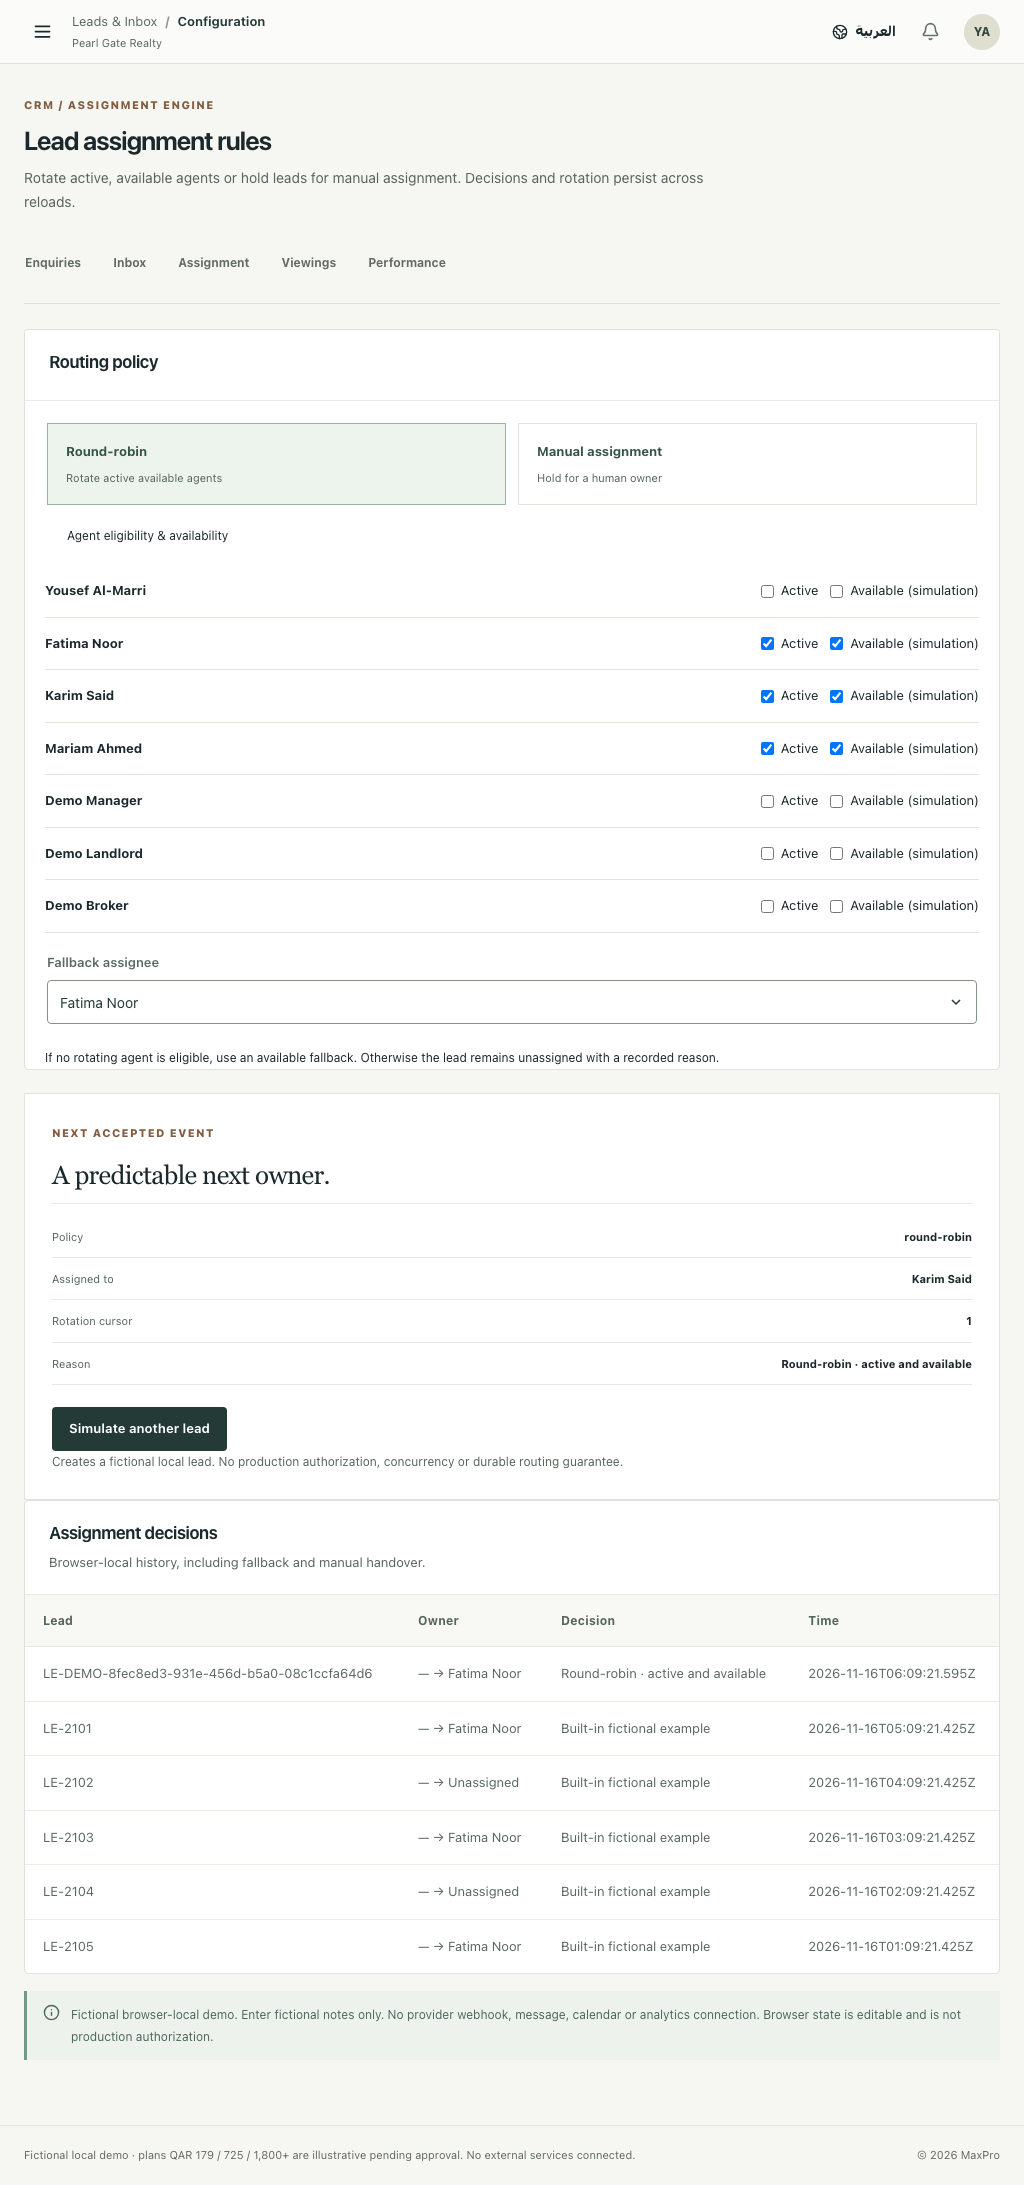 Leads & Inbox / Configuration
Pearl Gate Realty
العربية
YA
CRM / ASSIGNMENT ENGINE
Lead assignment rules
Rotate active, available agents or hold leads for manual assignment. Decisions and rotation persist across
reloads.
Enquiries Inbox Assignment Viewings Performance
Routing policy
Round-robin
Rotate active available agents
Manual assignment
Hold for a human owner
Agent eligibility & availability
Yousef Al-Marri Active Available (simulation)
Fatima Noor Active Available (simulation)
Karim Said Active Available (simulation)
Mariam Ahmed Active Available (simulation)
Demo Manager Active Available (simulation)
Demo Landlord Active Available (simulation)
Demo Broker Active Available (simulation)
Fallback assignee
Fatima Noor
If no rotating agent is eligible, use an available fallback. Otherwise the lead remains unassigned with a recorded reason.
NEXT ACCEPTED EVENT
A predictable next owner.
Policy round-robin
Assigned to Karim Said
Rotation cursor 1
Reason Round-robin · active and available
Simulate another lead
Creates a fictional local lead. No production authorization, concurrency or durable routing guarantee.
Assignment decisions
Browser-local history, including fallback and manual handover.
Lead Owner Decision Time
LE-DEMO-8fec8ed3-931e-456d-b5a0-08c1ccfa64d6 — → Fatima Noor Round-robin · active and available 2026-11-16T06:09:21.595Z
LE-2101 — → Fatima Noor Built-in fictional example 2026-11-16T05:09:21.425Z
LE-2102 — → Unassigned Built-in fictional example 2026-11-16T04:09:21.425Z
LE-2103 — → Fatima Noor Built-in fictional example 2026-11-16T03:09:21.425Z
LE-2104 — → Unassigned Built-in fictional example 2026-11-16T02:09:21.425Z
LE-2105 — → Fatima Noor Built-in fictional example 2026-11-16T01:09:21.425Z
Fictional browser-local demo. Enter fictional notes only. No provider webhook, message, calendar or analytics connection. Browser state is editable and is not
production authorization.
Fictional local demo · plans QAR 179 / 725 / 1,800+ are illustrative pending approval. No external services connected.
© 2026 MaxPro